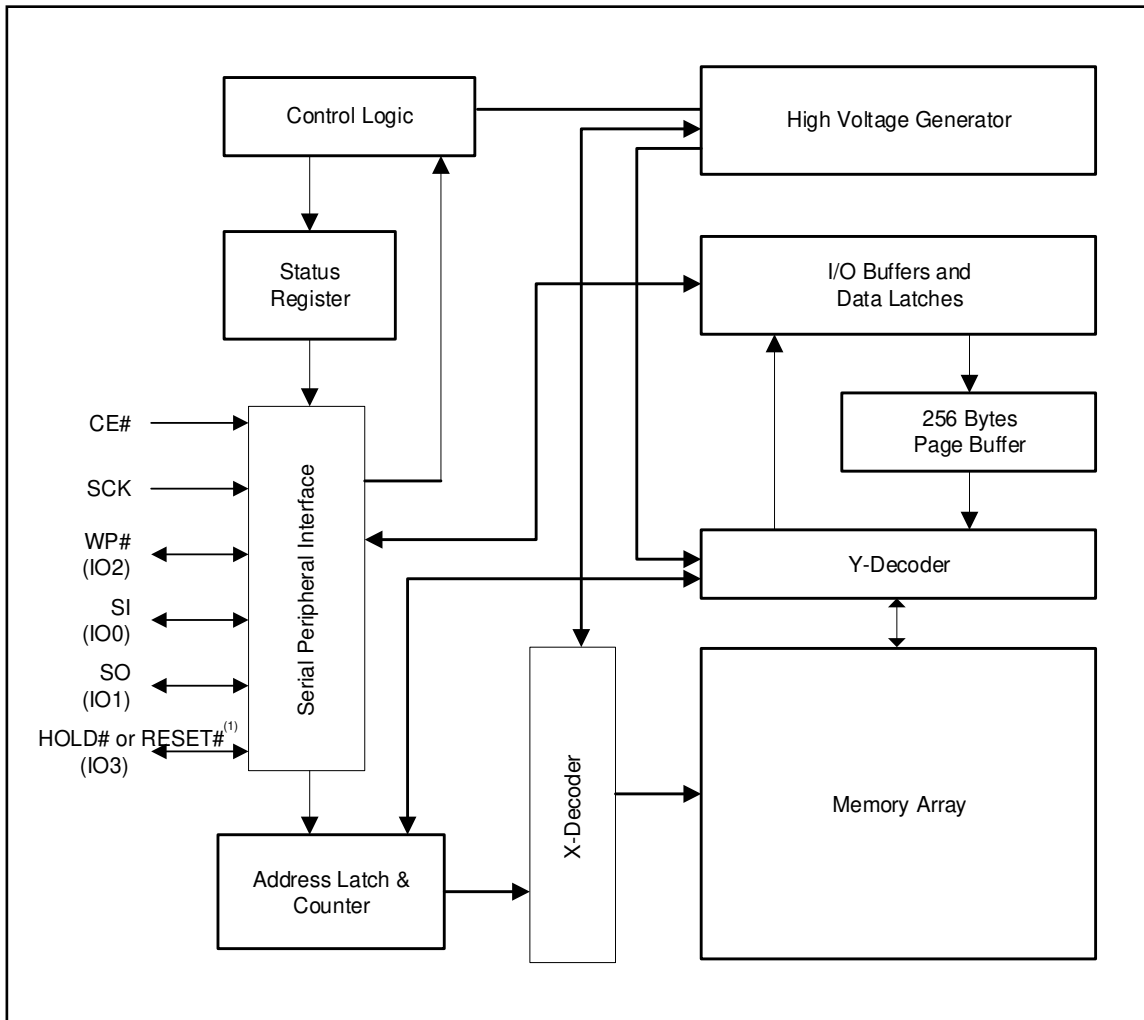 Control Logic
High Voltage Generator
Status
Register
I/O Buffers and
Data Latches
256 Bytes
Page Buffer
CE#
SCK
WP#
(IO2)
SI
(IO0)
SO
(IO1)
HOLD# or RESET#(1)
(IO3)
Serial Peripheral Interface
Y-Decoder
X-Decoder
Memory Array
Address Latch &
Counter